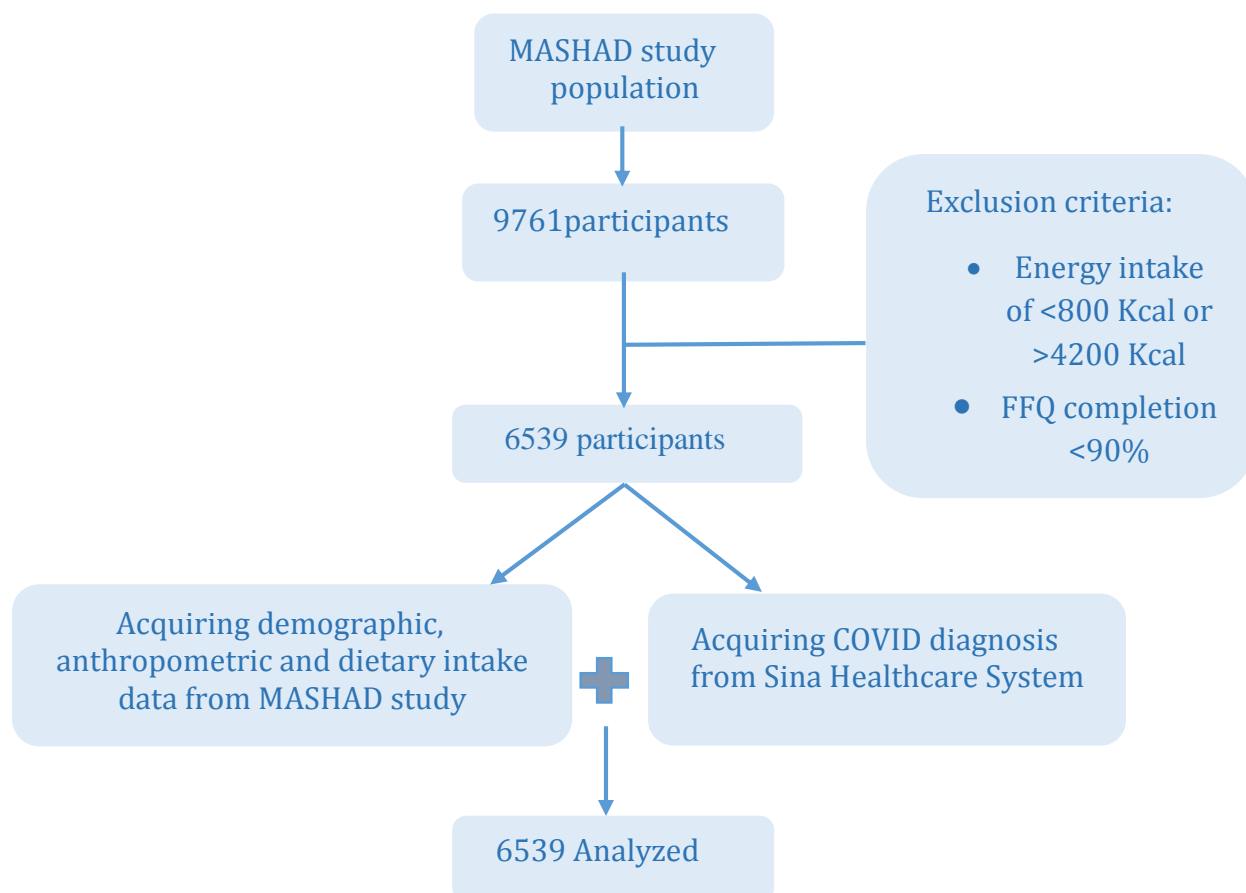 MASHAD study
population
9761participants
Exclusion criteria:
• Energy intake
of <800 Kcal or
>4200 Kcal
• FFQ completion
<90%
6539 participants
Acquiring demographic,
anthropometric and dietary intake
data from MASHAD study
Acquiring COVID diagnosis
from Sina Healthcare System
6539 Analyzed